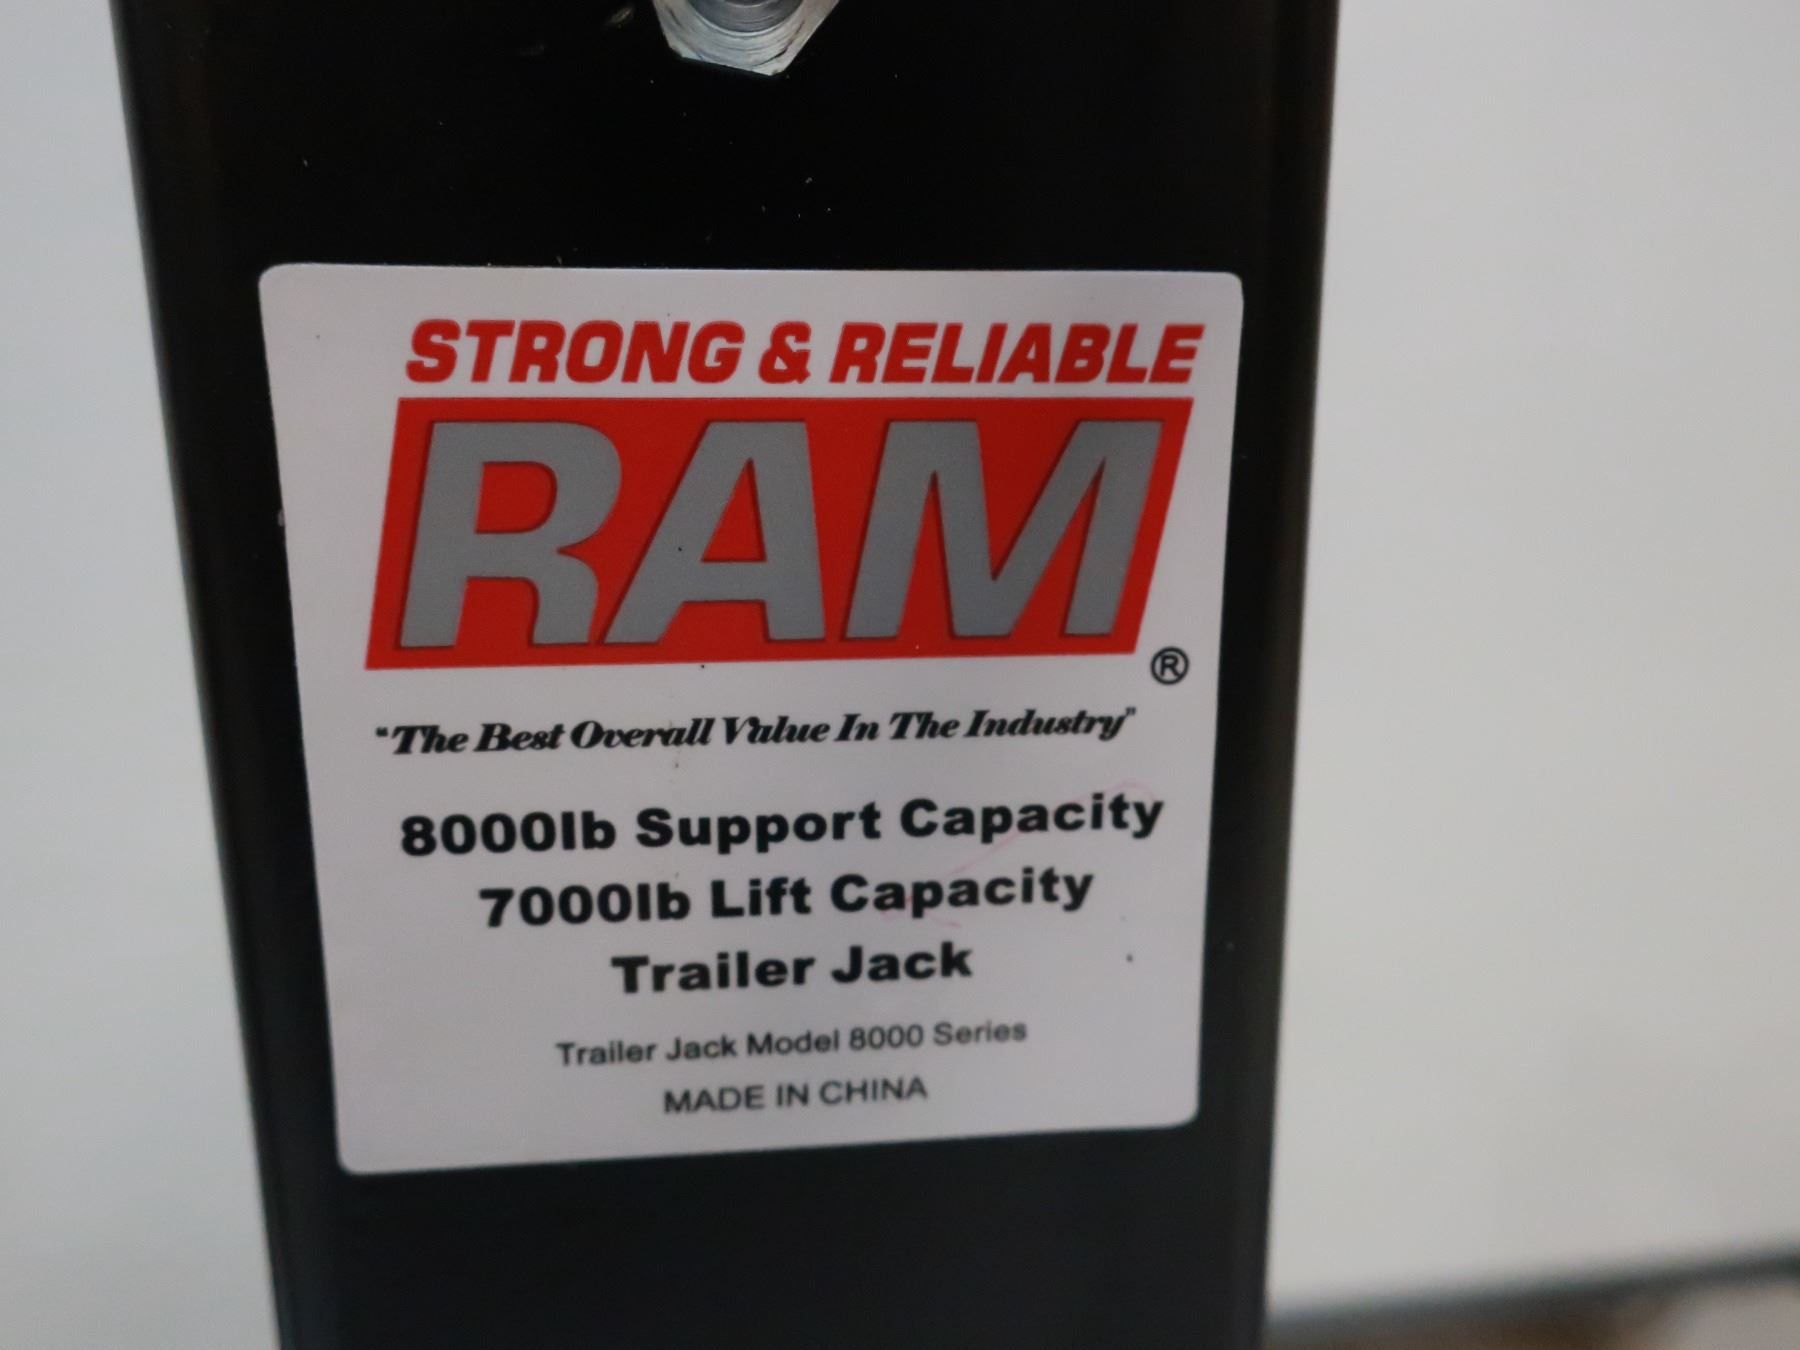 STRONG & RELIABLE
RAM
®
"The Best Overall Value In The Industry"
8000lb Support Capacity
7000lb Lift Capacity
Trailer Jack
Trailer Jack Model 8000 Series
MADE IN CHINA